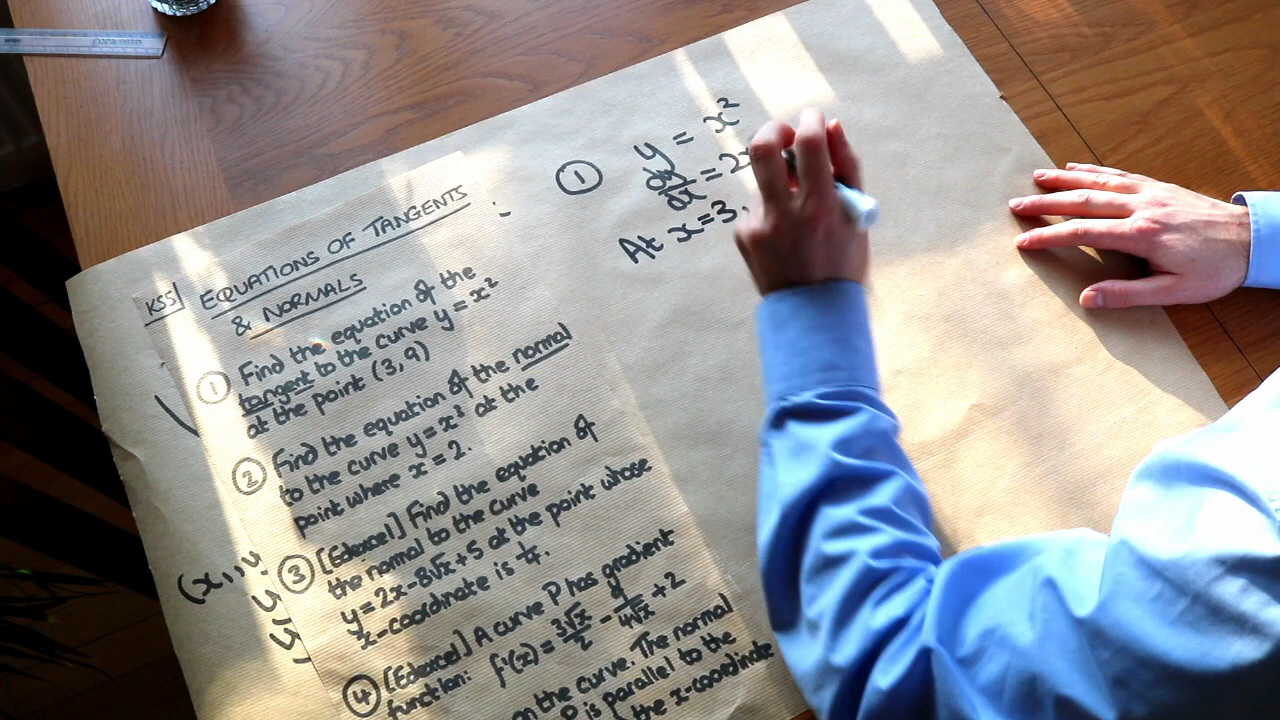 KS5
EQUATIONS OF TANGENTS
& NORMALS
① Find the equation of the
tangent to the curve y = x²
at the point (3, 9)
② Find the equation of the normal
to the curve y = x³ at the
point where x = 2.
③ [Edexcel] Find the equation of
the normal to the curve
y = 2x - 8√x + 5 at the point whose
x-coordinate is ¼.
④ [Edexcel] A curve P has gradient
function: f'(x) = 3√x/2 - 9/4√x + 2
on the curve. The normal
is parallel to the
the x-coordinate
(x₁,
① y = x²
dy/dx = 2x
At x = 3,